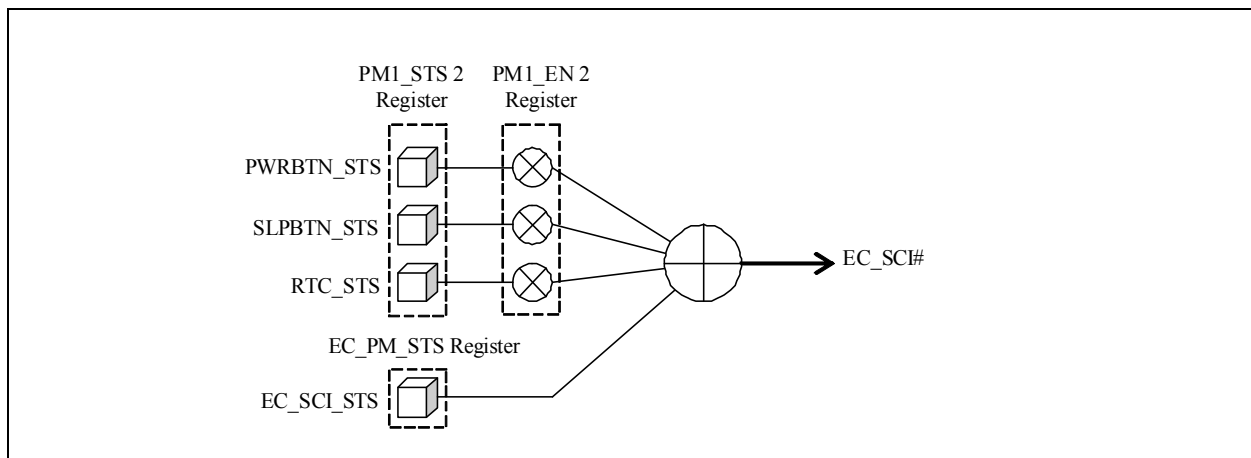 PM1_STS 2
Register
PM1_EN 2
Register
PWRBTN_STS
SLPBTN_STS
RTC_STS
EC_SCI#
EC_PM_STS Register
EC_SCI_STS